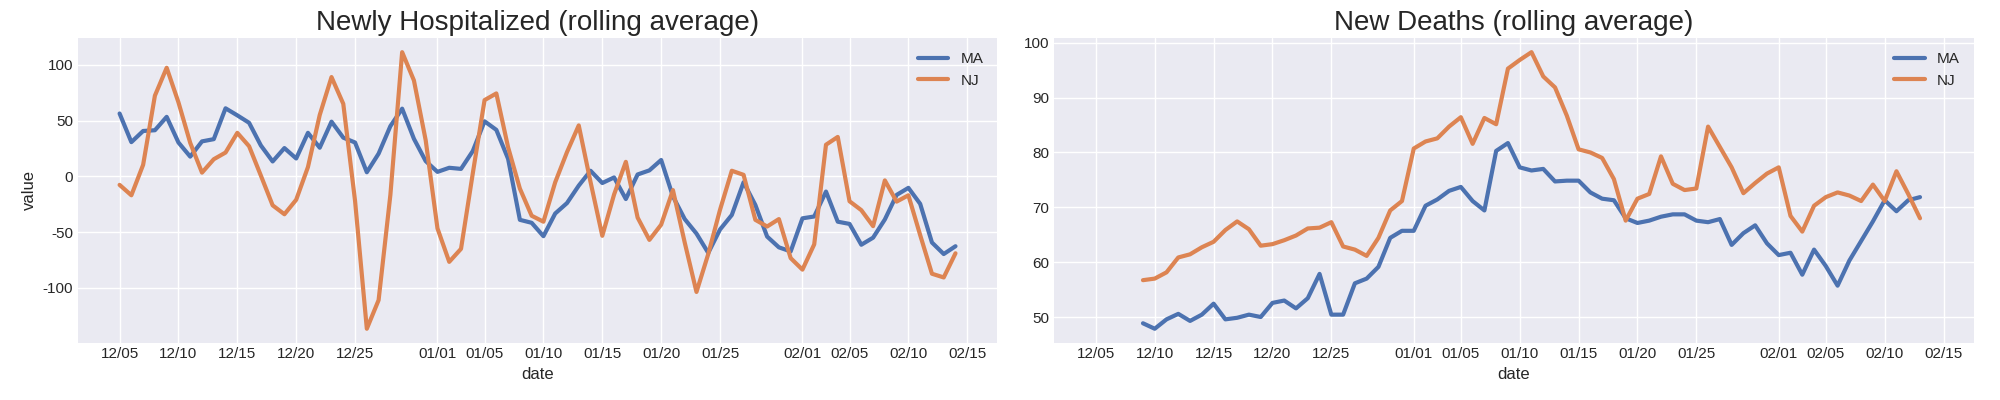 Newly Hospitalized (rolling average)
MA
NJ
100
50
0
-50
-100
value
12/05 12/10 12/15 12/20 12/25 01/01 01/05 01/10 01/15 01/20 01/25 02/01 02/05 02/10 02/15
date
New Deaths (rolling average)
MA
NJ
100
90
80
70
60
50
12/05 12/10 12/15 12/20 12/25 01/01 01/05 01/10 01/15 01/20 01/25 02/01 02/05 02/10 02/15
date